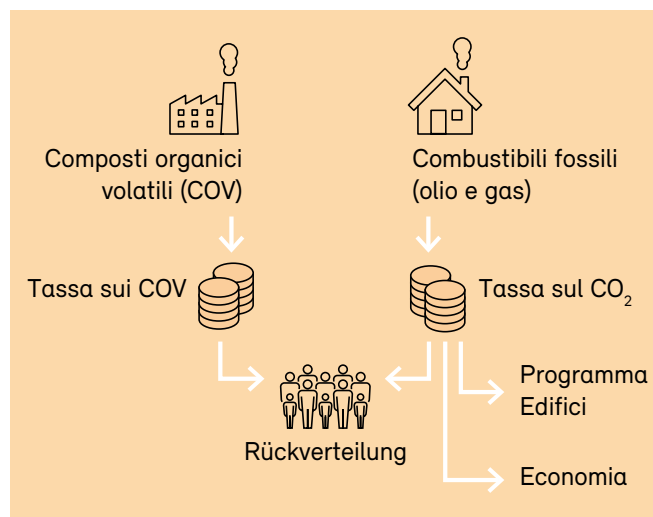 Composti organici
volatili (COV)
Combustibili fossili
(olio e gas)
Tassa sui COV
Tassa sul CO₂
Programma
Edifici
Rückverteilung
Economia